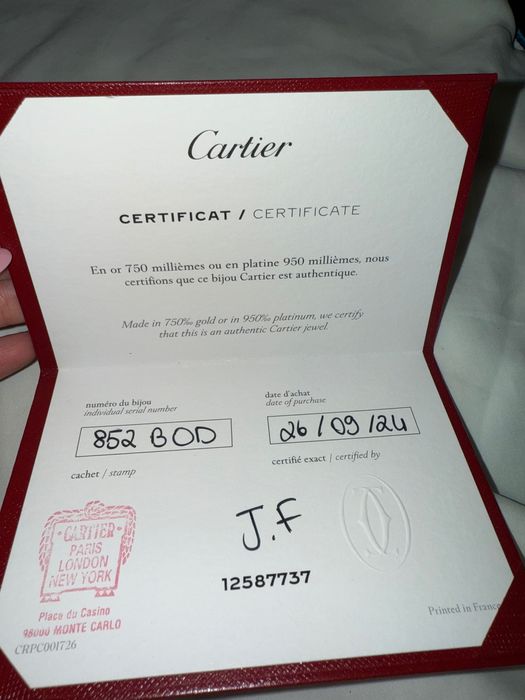 Cartier
CERTIFICAT / CERTIFICATE
En or 750 millièmes ou en platine 950 millièmes, nous
certifions que ce bijou Cartier est authentique.
Made in 750‰ gold or in 950‰ platinum, we certify
that this is an authentic Cartier jewel.
numéro du bijou
individual serial number
852 BOD
date d'achat
date of purchase
26 / 09 / 24
cachet / stamp
certifié exact / certified by
CARTIER
PARIS
LONDON
NEW YORK
J.F
12587737
Place du Casino
98000 MONTE CARLO
CRPC001726
Printed in France